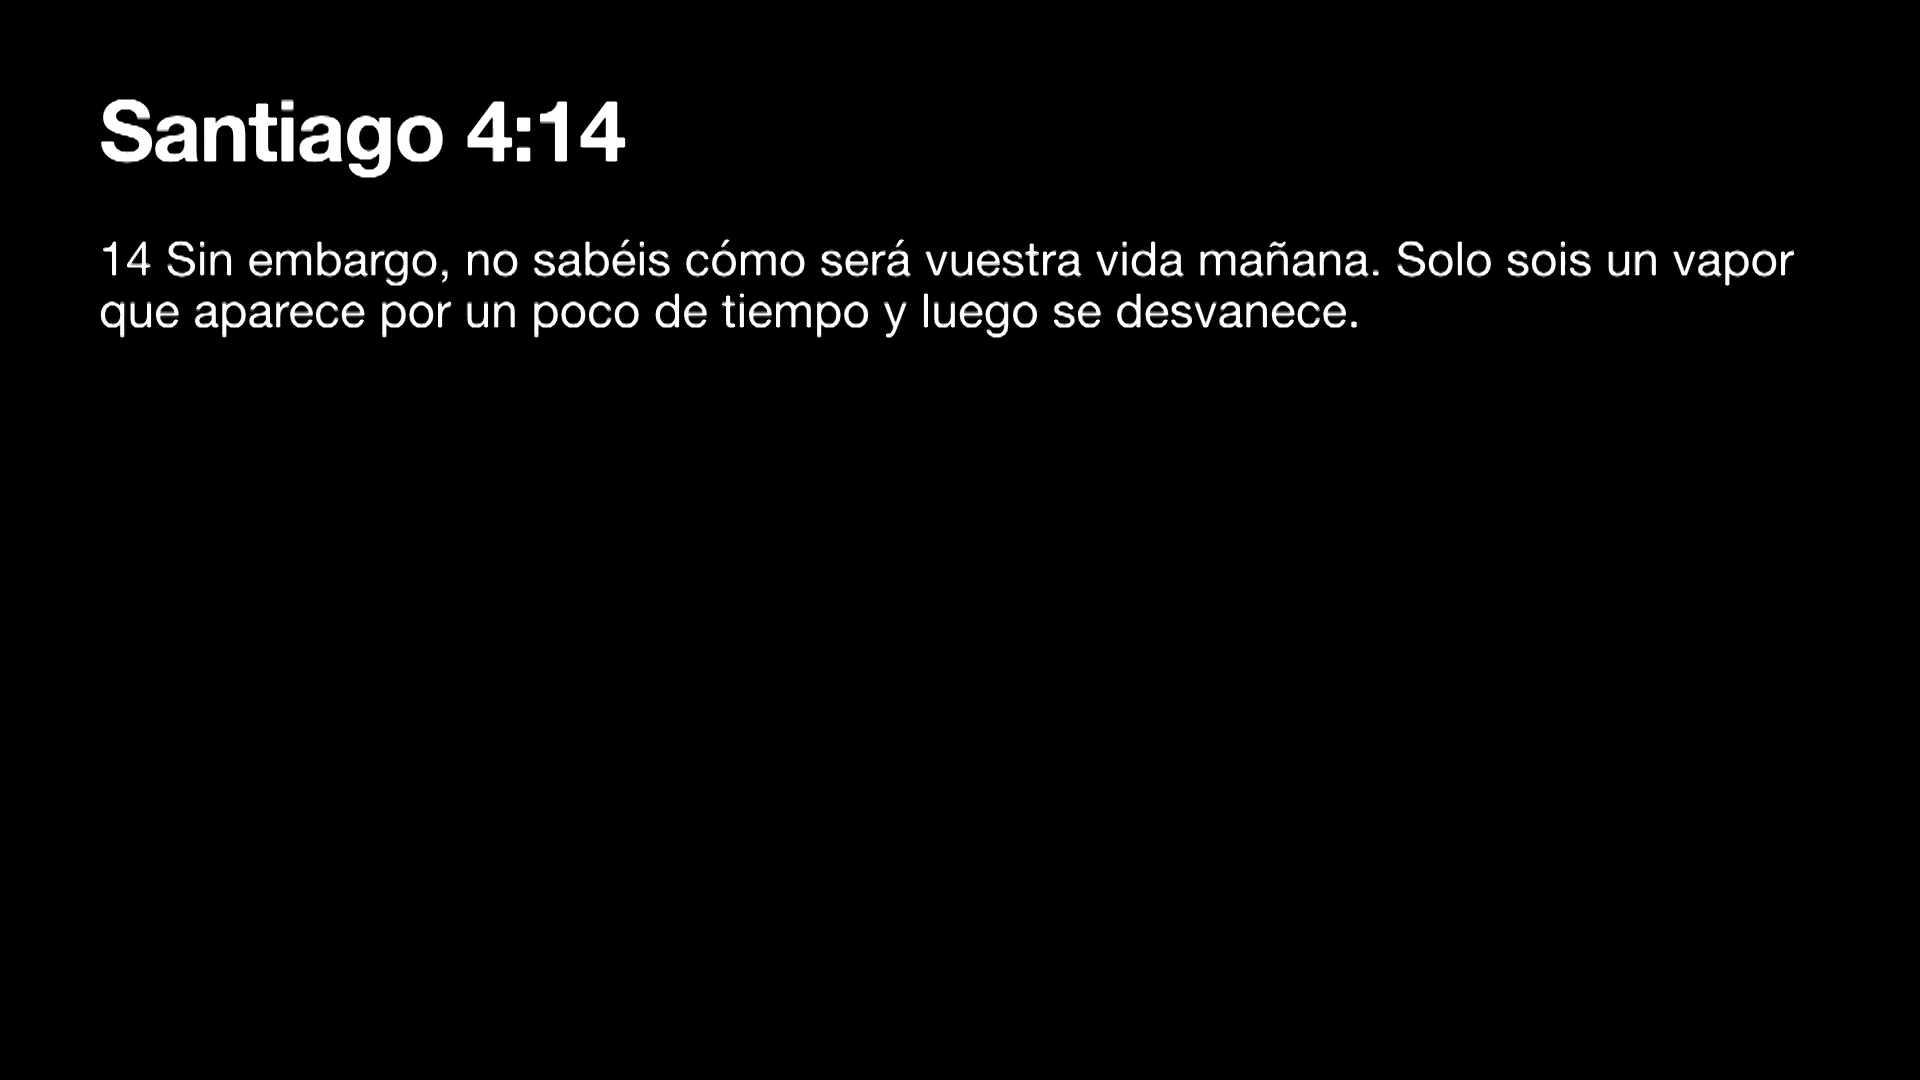 Santiago 4:14
14 Sin embargo, no sabéis cómo será vuestra vida mañana. Solo sois un vapor
que aparece por un poco de tiempo y luego se desvanece.